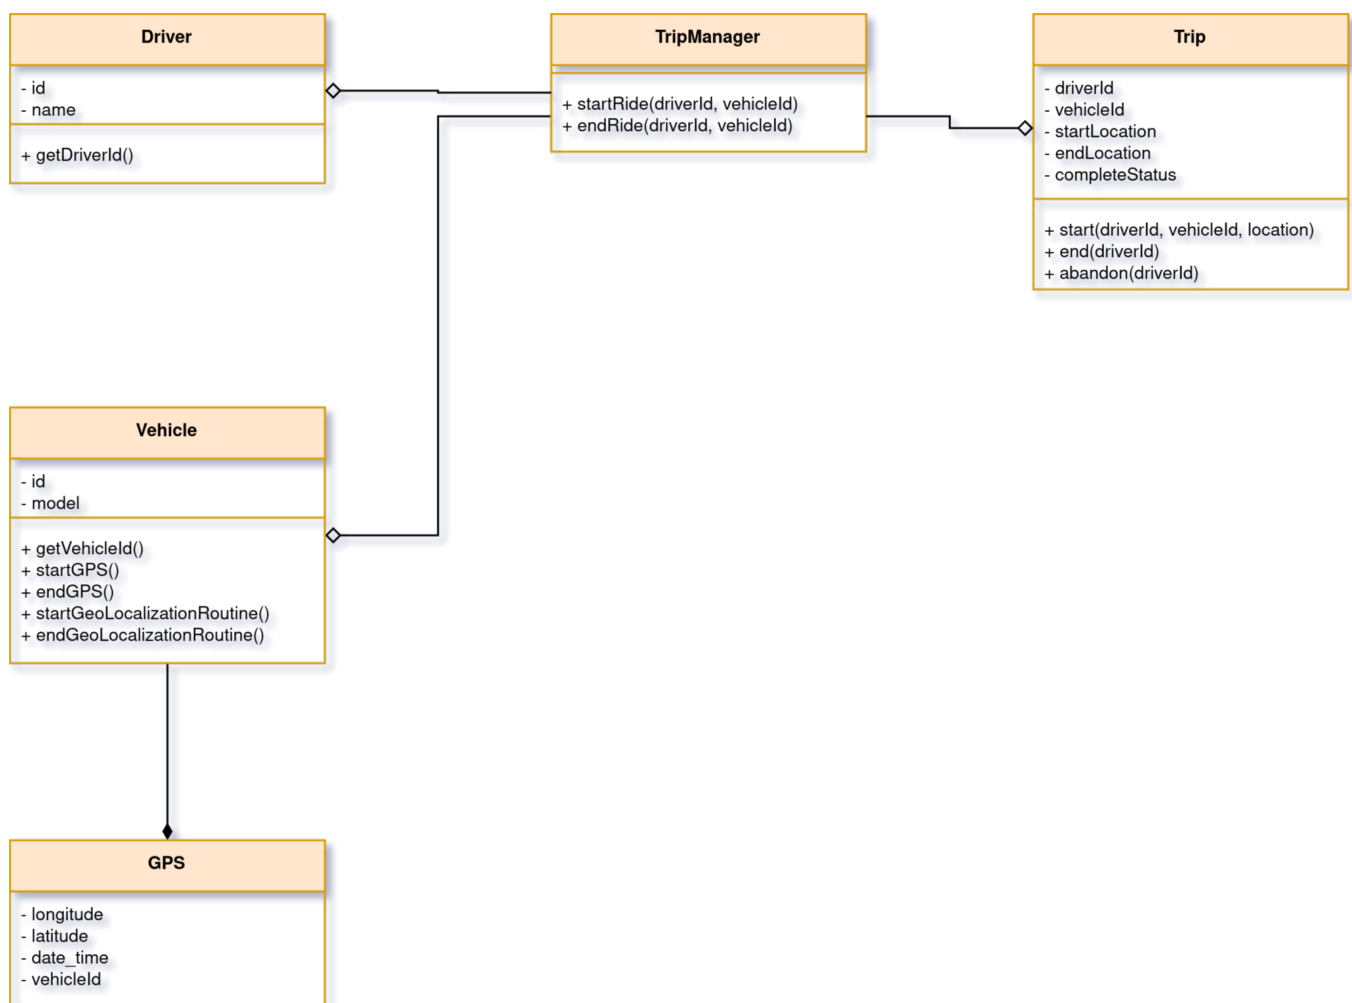 Driver
- id
- name
+ getDriverId()
TripManager
+ startRide(driverId, vehicleId)
+ endRide(driverId, vehicleId)
Trip
- driverId
- vehicleId
- startLocation
- endLocation
- completeStatus
+ start(driverId, vehicleId, location)
+ end(driverId)
+ abandon(driverId)
Vehicle
- id
- model
+ getVehicleId()
+ startGPS()
+ endGPS()
+ startGeoLocalizationRoutine()
+ endGeoLocalizationRoutine()
GPS
- longitude
- latitude
- date_time
- vehicleId